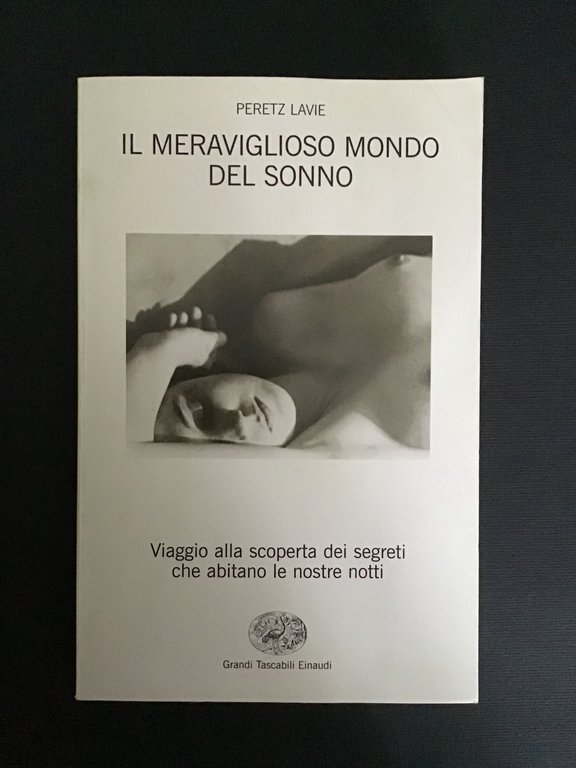 PERETZ LAVIE
IL MERAVIGLIOSO MONDO
DEL SONNO
Viaggio alla scoperta dei segreti
che abitano le nostre notti
Grandi Tascabili Einaudi